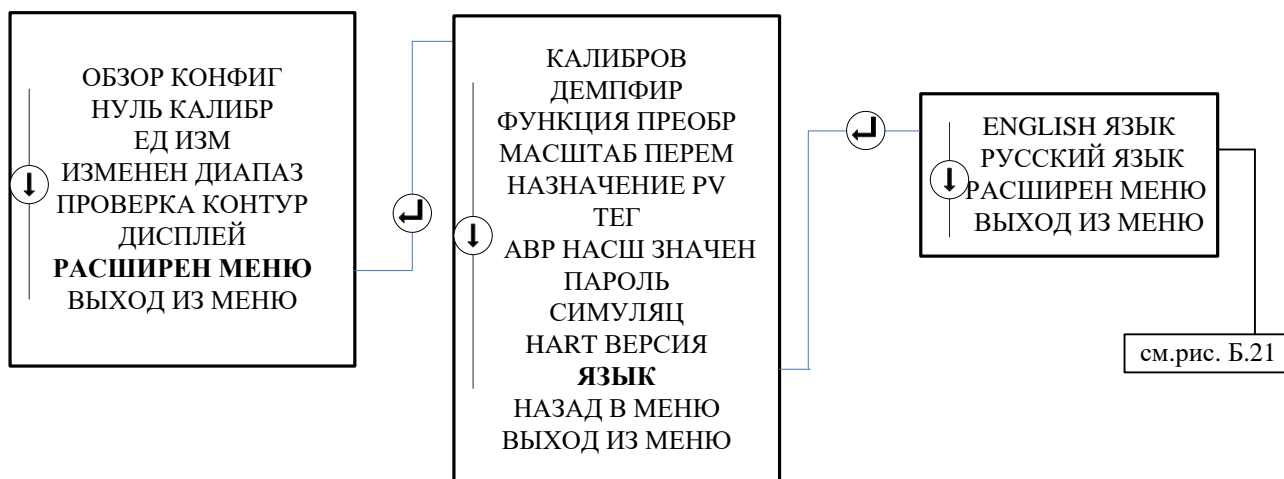 ОБЗОР КОНФИГ
НУЛЬ КАЛИБР
ЕД ИЗМ
ИЗМЕНЕН ДИАПАЗ
ПРОВЕРКА КОНТУР
ДИСПЛЕЙ
РАСШИРЕН МЕНЮ
ВЫХОД ИЗ МЕНЮ
КАЛИБРОВ
ДЕМПФИР
ФУНКЦИЯ ПРЕОБР
МАСШТАБ ПЕРЕМ
НАЗНАЧЕНИЕ PV
ТЕГ
АВР НАСШ ЗНАЧЕН
ПАРОЛЬ
СИМУЛЯЦ
HART ВЕРСИЯ
ЯЗЫК
НАЗАД В МЕНЮ
ВЫХОД ИЗ МЕНЮ
ENGLISH ЯЗЫК
РУССКИЙ ЯЗЫК
РАСШИРЕН МЕНЮ
ВЫХОД ИЗ МЕНЮ
см.рис. Б.21